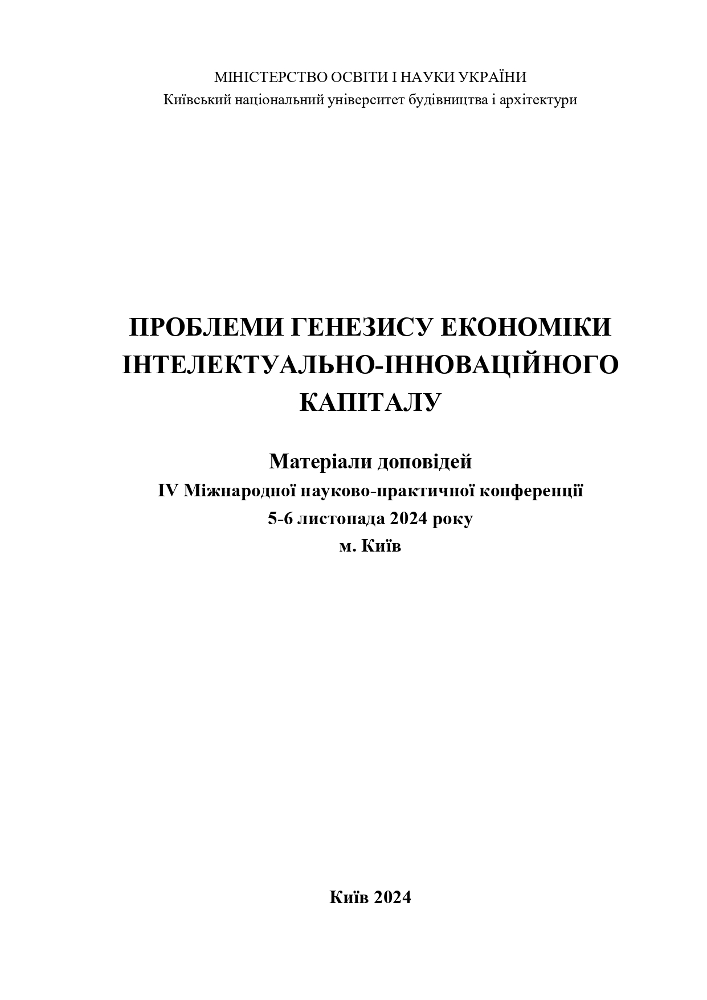 МІНІСТЕРСТВО ОСВІТИ І НАУКИ УКРАЇНИ
Київський національний університет будівництва і архітектури
ПРОБЛЕМИ ГЕНЕЗИСУ ЕКОНОМІКИ
ІНТЕЛЕКТУАЛЬНО-ІННОВАЦІЙНОГО
КАПІТАЛУ
Матеріали доповідей
IV Міжнародної науково-практичної конференції
5-6 листопада 2024 року
м. Київ
Київ 2024